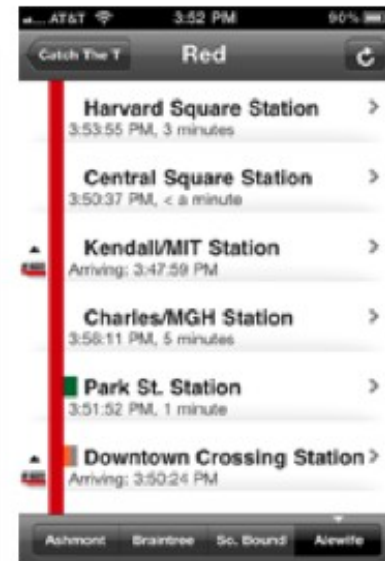 AT&T 3:52 PM 90%
Catch The T Red
Harvard Square Station
3:53:55 PM, 3 minutes
Central Square Station
3:50:37 PM, < a minute
Kendall/MIT Station
Arriving: 3:47:59 PM
Charles/MGH Station
3:56:11 PM, 5 minutes
Park St. Station
3:51:52 PM, 1 minute
Downtown Crossing Station
Arriving: 3:50:24 PM
Ashmont Braintree So. Bound Alewife